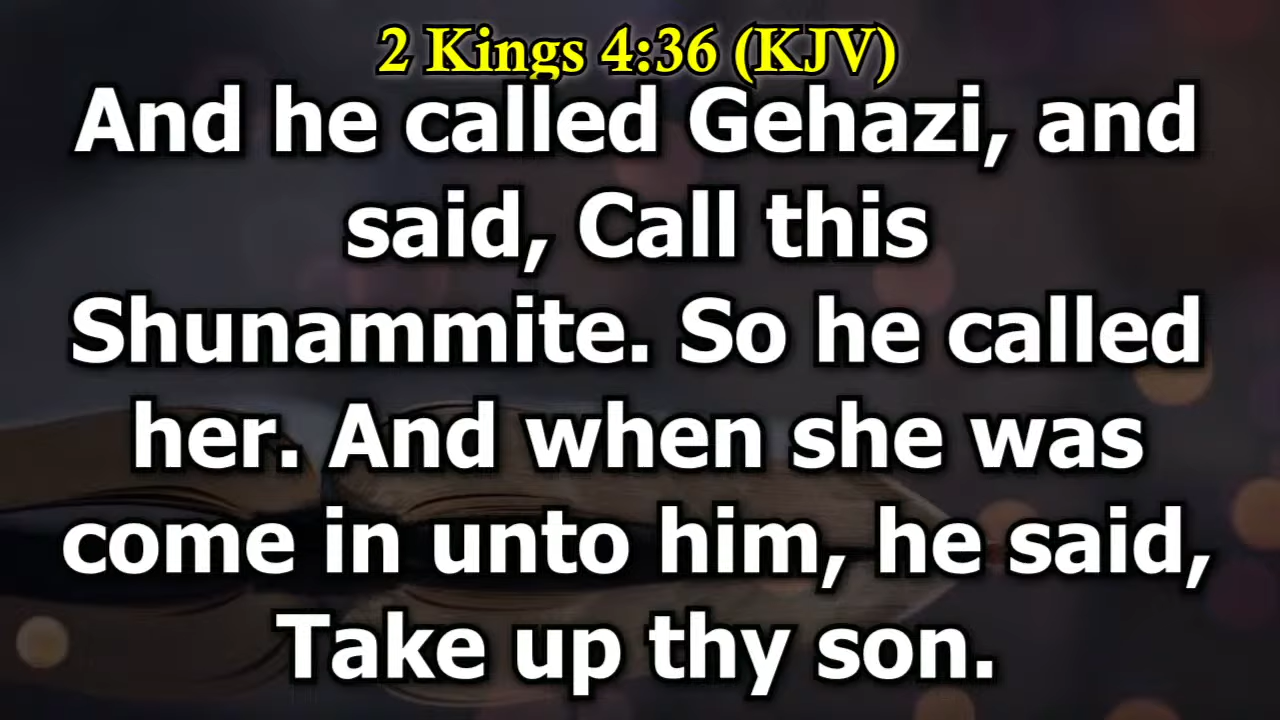 2 Kings 4:36 (KJV)
And he called Gehazi, and
said, Call this
Shunammite. So he called
her. And when she was
come in unto him, he said,
Take up thy son.